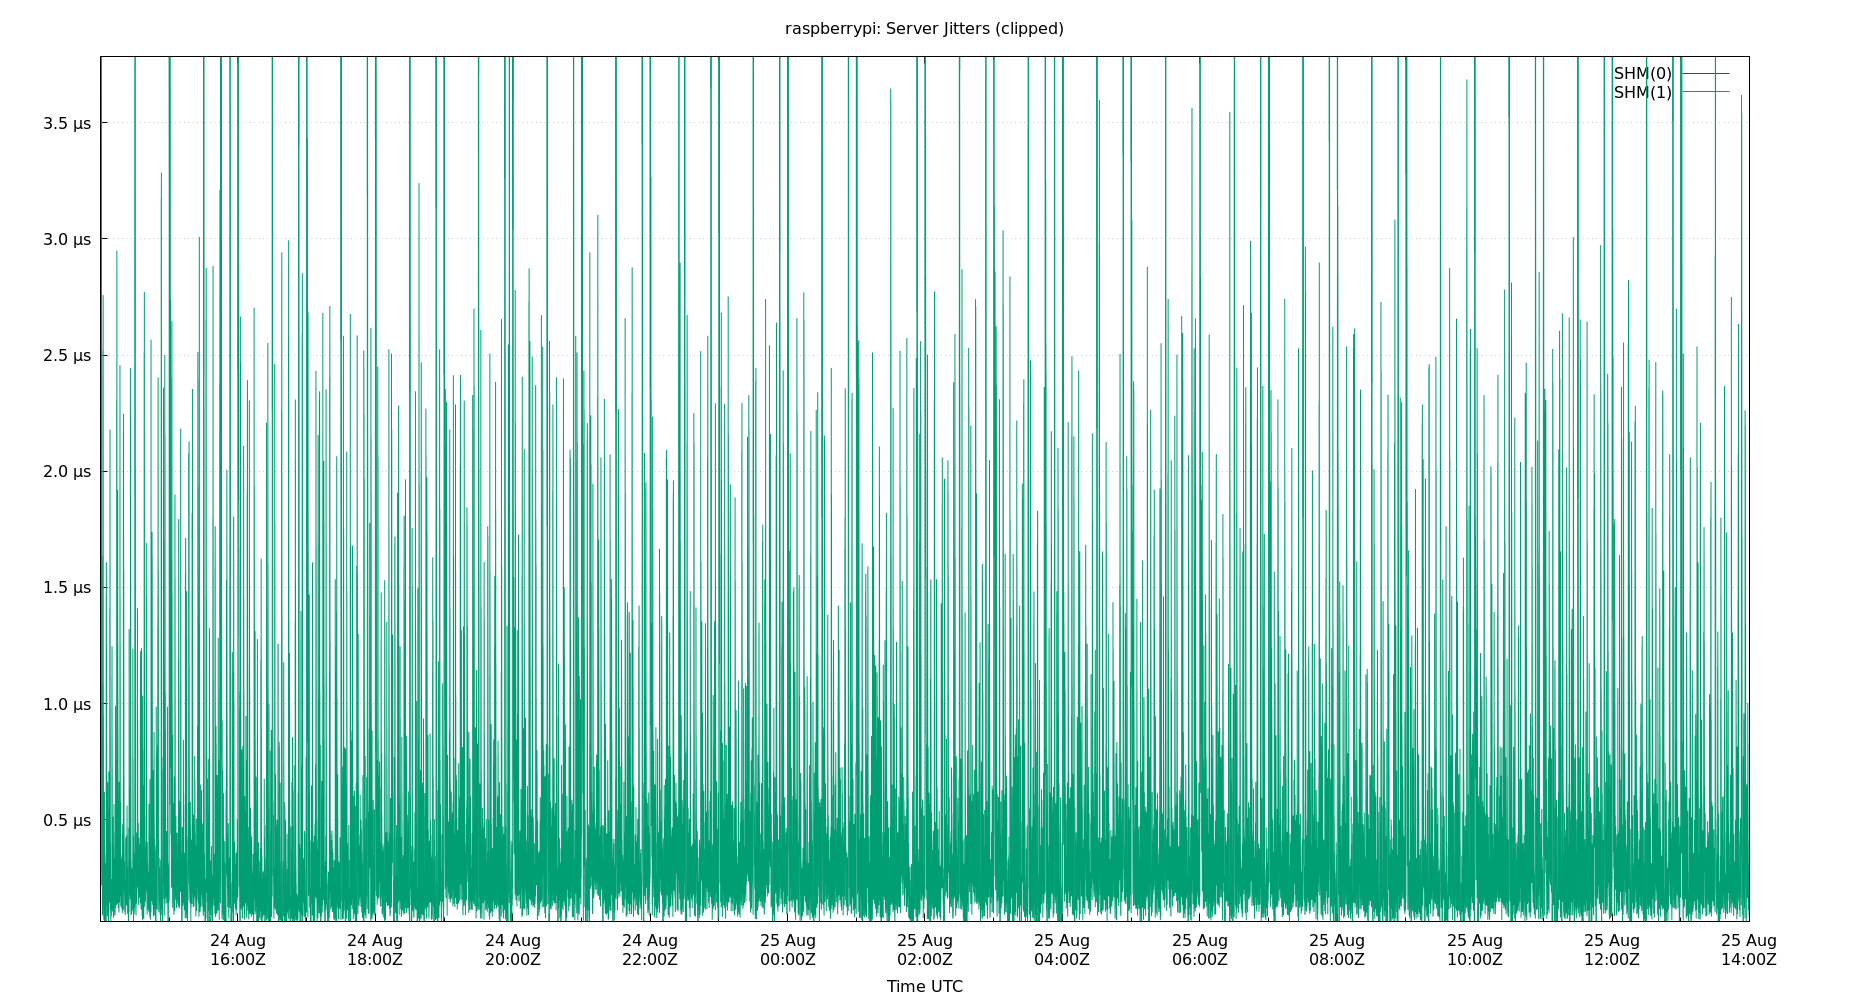 raspberrypi: Server Jitters (clipped)
SHM(0)
SHM(1)
3.5 µs
3.0 µs
2.5 µs
2.0 µs
1.5 µs
1.0 µs
0.5 µs
24 Aug 24 Aug 24 Aug 24 Aug 25 Aug 25 Aug 25 Aug 25 Aug 25 Aug 25 Aug 25 Aug 25 Aug
16:00Z 18:00Z 20:00Z 22:00Z 00:00Z 02:00Z 04:00Z 06:00Z 08:00Z 10:00Z 12:00Z 14:00Z
Time UTC